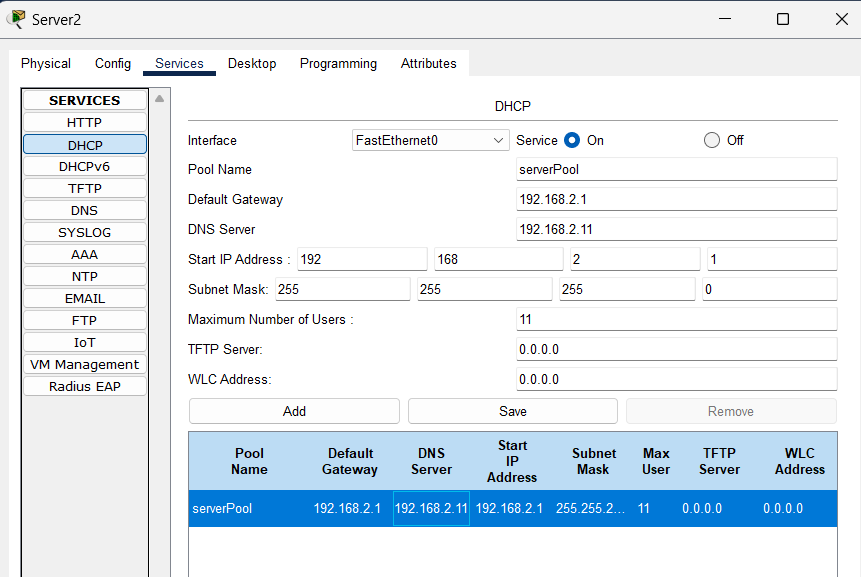 Server2
Physical Config Services Desktop Programming Attributes
SERVICES
HTTP
DHCP
DHCPv6
TFTP
DNS
SYSLOG
AAA
NTP
EMAIL
FTP
IoT
VM Management
Radius EAP
DHCP
Interface FastEthernet0 Service On Off
Pool Name serverPool
Default Gateway 192.168.2.1
DNS Server 192.168.2.11
Start IP Address : 192 168 2 1
Subnet Mask: 255 255 255 0
Maximum Number of Users : 11
TFTP Server: 0.0.0.0
WLC Address: 0.0.0.0
Add Save Remove
Pool Name Default Gateway DNS Server Start IP Address Subnet Mask Max User TFTP Server WLC Address
serverPool 192.168.2.1 192.168.2.11 192.168.2.1 255.255.2... 11 0.0.0.0 0.0.0.0